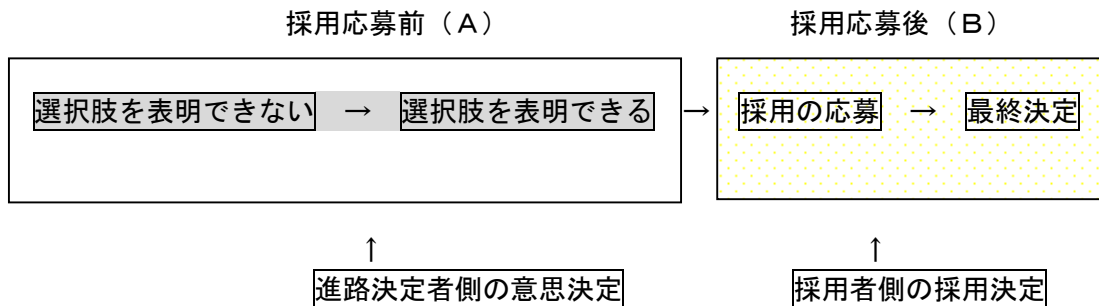 採用応募前（A） 採用応募後（B）
選択肢を表明できない → 選択肢を表明できる → 採用の応募 → 最終決定
↑ ↑
進路決定者側の意思決定 採用者側の採用決定